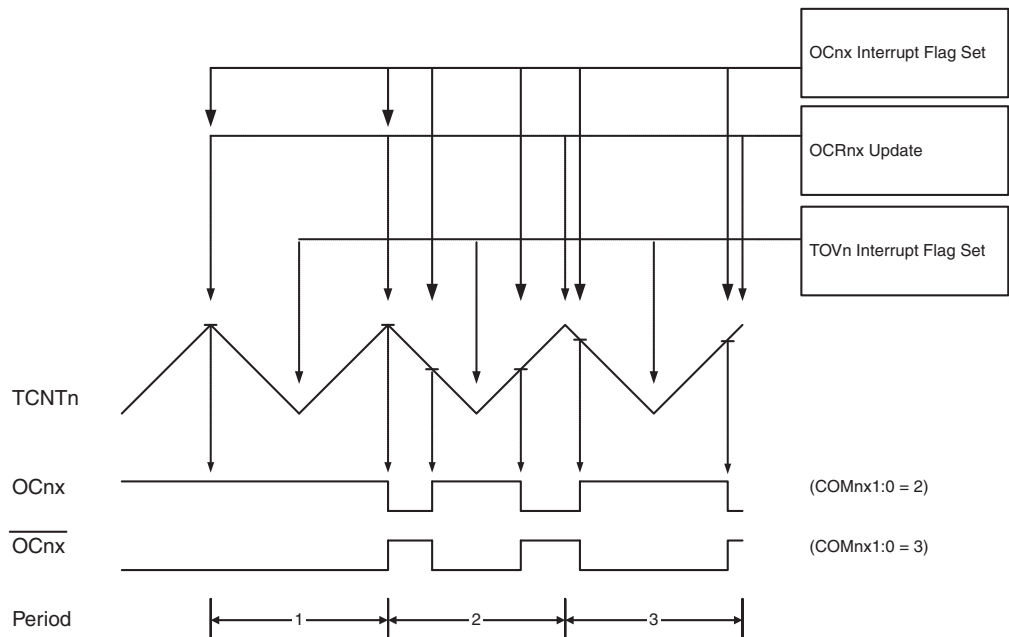 OCnx Interrupt Flag Set
OCRnx Update
TOVn Interrupt Flag Set
TCNTn
OCnx
(COMnx1:0 = 2)
OCnx
(COMnx1:0 = 3)
Period
1
2
3